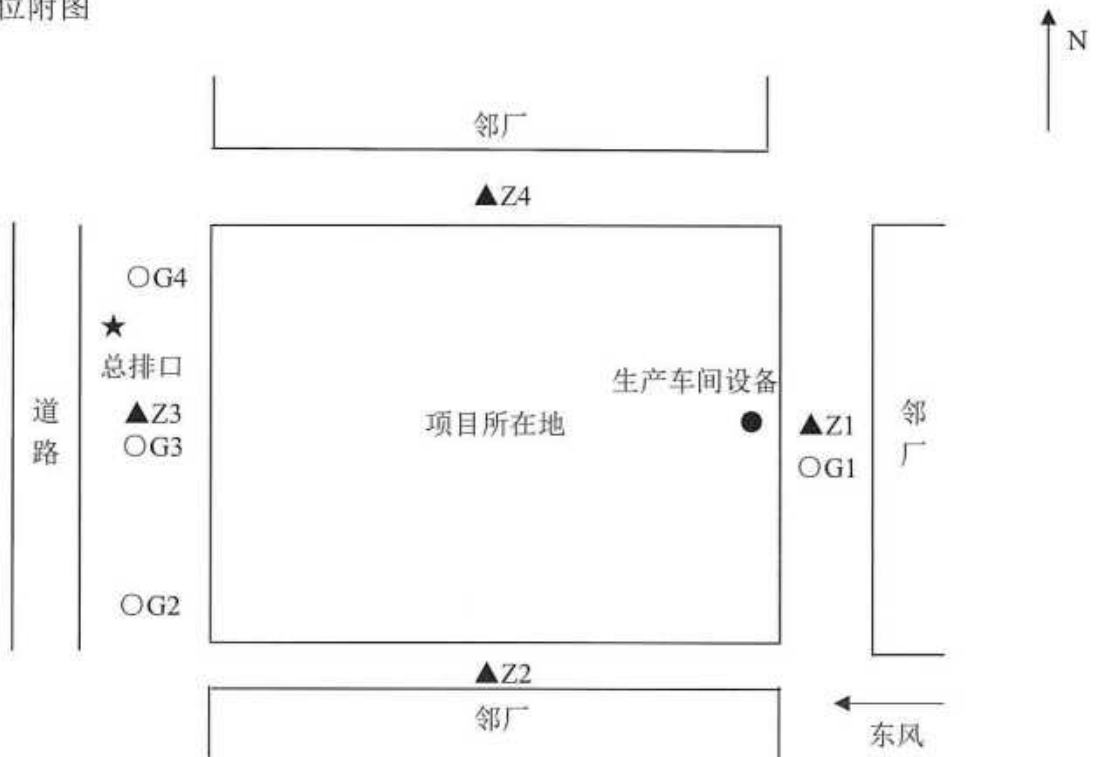 位附图
N
邻厂
▲Z4
○G4
★
总排口
生产车间设备
道路
▲Z3
项目所在地
●
▲Z1
邻厂
○G3
○G1
○G2
▲Z2
邻厂
东风